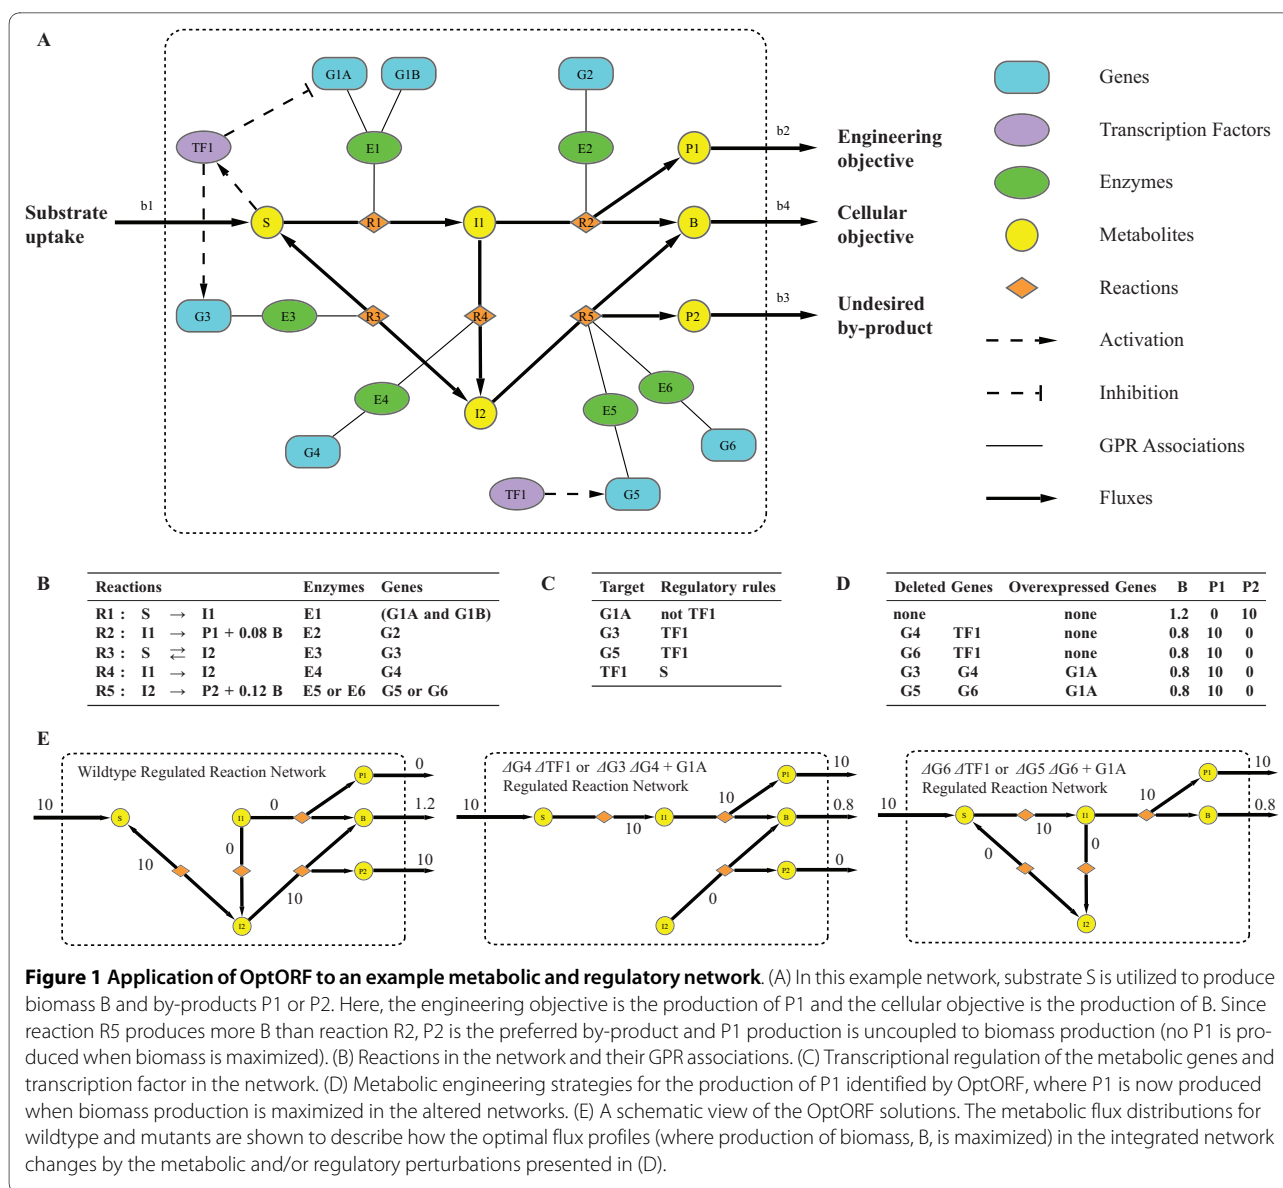 A
G1A
G1B
G2
TF1
E1
E2
P1
b2
Engineering
objective
Substrate
uptake
b1
S
R1
I1
R2
B
b4
Cellular
objective
G3
E3
R3
R4
R5
P2
b3
Undesired
by-product
E4
I2
E5
E6
G4
G6
TF1
G5
Genes
Transcription Factors
Enzymes
Metabolites
Reactions
Activation
Inhibition
GPR Associations
Fluxes
B
Reactions Enzymes Genes
R1 : S → I1 E1 (G1A and G1B)
R2 : I1 → P1 + 0.08 B E2 G2
R3 : S ⇄ I2 E3 G3
R4 : I1 → I2 E4 G4
R5 : I2 → P2 + 0.12 B E5 or E6 G5 or G6
C
Target Regulatory rules
G1A not TF1
G3 TF1
G5 TF1
TF1 S
D
Deleted Genes Overexpressed Genes B P1 P2
none none 1.2 0 10
G4 TF1 none 0.8 10 0
G6 TF1 none 0.8 10 0
G3 G4 G1A 0.8 10 0
G5 G6 G1A 0.8 10 0
E
Wildtype Regulated Reaction Network
10
S
I1
0
P1
0
B
1.2
0
10
P2
10
10
I2
ΔG4 ΔTF1 or ΔG3 ΔG4 + G1A
Regulated Reaction Network
10
S
10
I1
10
P1
10
B
0.8
P2
0
0
I2
ΔG6 ΔTF1 or ΔG5 ΔG6 + G1A
Regulated Reaction Network
10
S
10
I1
10
P1
10
B
0.8
0
0
I2
Figure 1 Application of OptORF to an example metabolic and regulatory network. (A) In this example network, substrate S is utilized to produce
biomass B and by-products P1 or P2. Here, the engineering objective is the production of P1 and the cellular objective is the production of B. Since
reaction R5 produces more B than reaction R2, P2 is the preferred by-product and P1 production is uncoupled to biomass production (no P1 is pro-
duced when biomass is maximized). (B) Reactions in the network and their GPR associations. (C) Transcriptional regulation of the metabolic genes and
transcription factor in the network. (D) Metabolic engineering strategies for the production of P1 identified by OptORF, where P1 is now produced
when biomass production is maximized in the altered networks. (E) A schematic view of the OptORF solutions. The metabolic flux distributions for
wildtype and mutants are shown to describe how the optimal flux profiles (where production of biomass, B, is maximized) in the integrated network
changes by the metabolic and/or regulatory perturbations presented in (D).